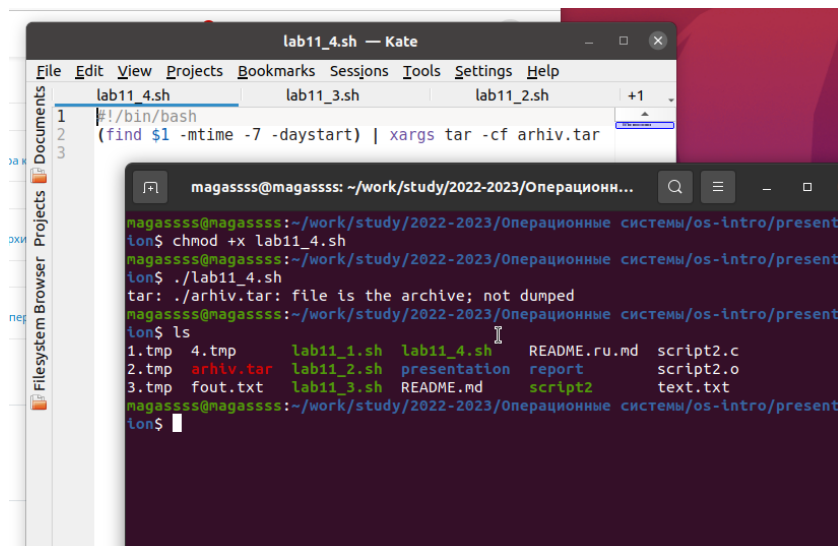 lab11_4.sh — Kate
File Edit View Projects Bookmarks Sessions Tools Settings Help
lab11_4.sh lab11_3.sh lab11_2.sh +1
Documents
Projects
Filesystem Browser
1 #!/bin/bash
2 (find $1 -mtime -7 -daystart) | xargs tar -cf arhiv.tar
3
magassss@magassss: ~/work/study/2022-2023/Операционн...
magassss@magassss:~/work/study/2022-2023/Операционные системы/os-intro/present
ion$ chmod +x lab11_4.sh
magassss@magassss:~/work/study/2022-2023/Операционные системы/os-intro/present
ion$ ./lab11_4.sh
tar: ./arhiv.tar: file is the archive; not dumped
magassss@magassss:~/work/study/2022-2023/Операционные системы/os-intro/present
ion$ ls
1.tmp 4.tmp lab11_1.sh lab11_4.sh README.ru.md script2.c
2.tmp arhiv.tar lab11_2.sh presentation report script2.o
3.tmp fout.txt lab11_3.sh README.md script2 text.txt
magassss@magassss:~/work/study/2022-2023/Операционные системы/os-intro/present
ion$